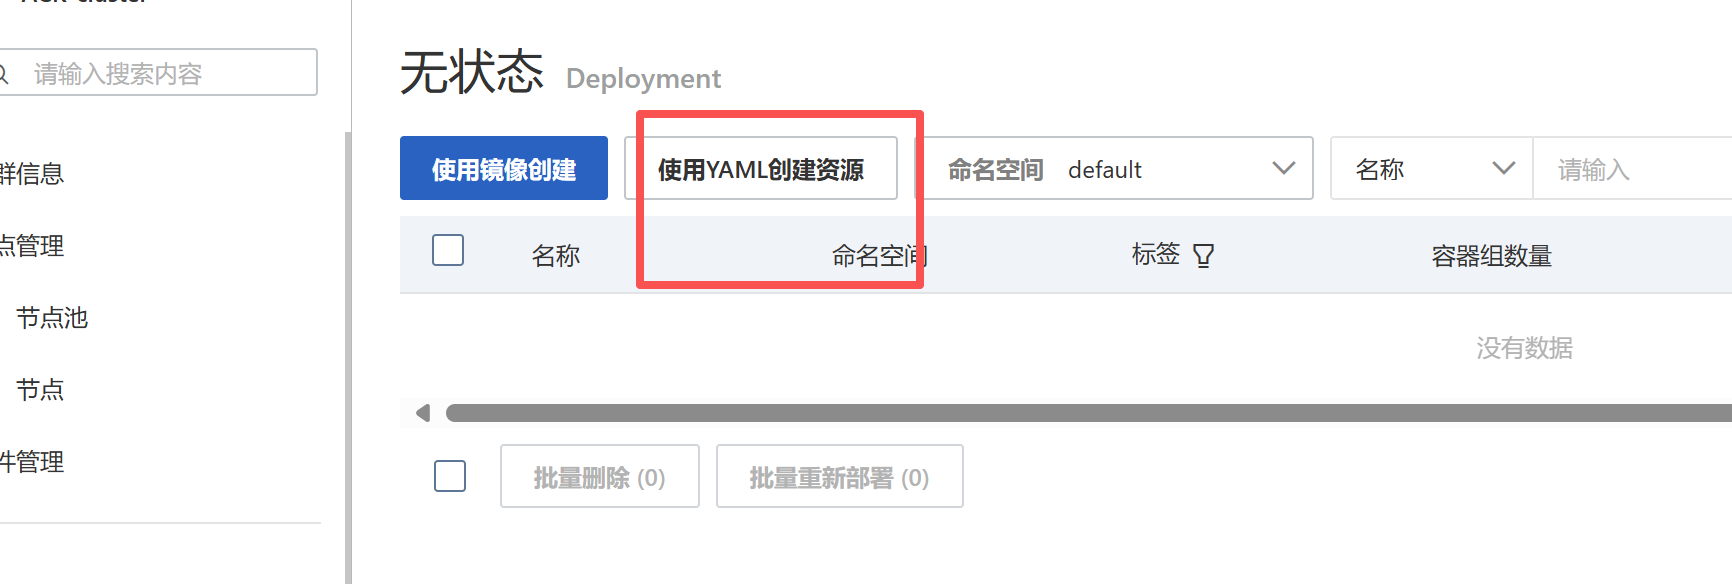 请输入搜索内容
群信息
点管理
节点池
节点
件管理
无状态 Deployment
使用镜像创建 使用YAML创建资源 命名空间 default 名称 请输入
名称 命名空间 标签 容器组数量
没有数据
批量删除 (0) 批量重新部署 (0)